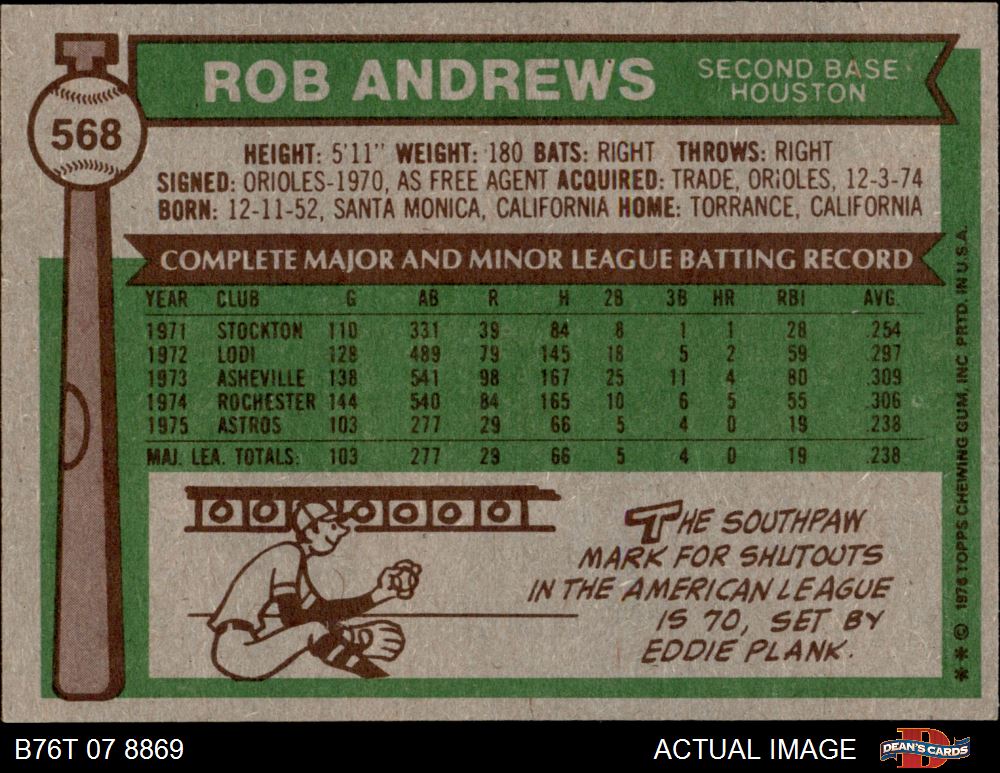 568
ROB ANDREWS
SECOND BASE
HOUSTON
HEIGHT: 5'11" WEIGHT: 180 BATS: RIGHT THROWS: RIGHT
SIGNED: ORIOLES-1970, AS FREE AGENT ACQUIRED: TRADE, ORIOLES, 12-3-74
BORN: 12-11-52, SANTA MONICA, CALIFORNIA HOME: TORRANCE, CALIFORNIA
COMPLETE MAJOR AND MINOR LEAGUE BATTING RECORD
YEAR CLUB G AB R H 2B 3B HR RBI AVG.
1971 STOCKTON 110 331 39 84 8 1 1 28 .254
1972 LODI 128 489 79 145 18 5 2 59 .297
1973 ASHEVILLE 138 541 98 167 25 11 4 80 .309
1974 ROCHESTER 144 540 84 165 10 6 5 55 .306
1975 ASTROS 103 277 29 66 5 4 0 19 .238
MAJ. LEA. TOTALS: 103 277 29 66 5 4 0 19 .238
0 0 0 0 0 0 0
THE SOUTHPAW
MARK FOR SHUTOUTS
IN THE AMERICAN LEAGUE
IS 70, SET BY
EDDIE PLANK.
** © 1976 TOPPS CHEWING GUM, INC. PRTD. IN U.S.A.
B76T 07 8869
ACTUAL IMAGE
DEAN'S CARDS